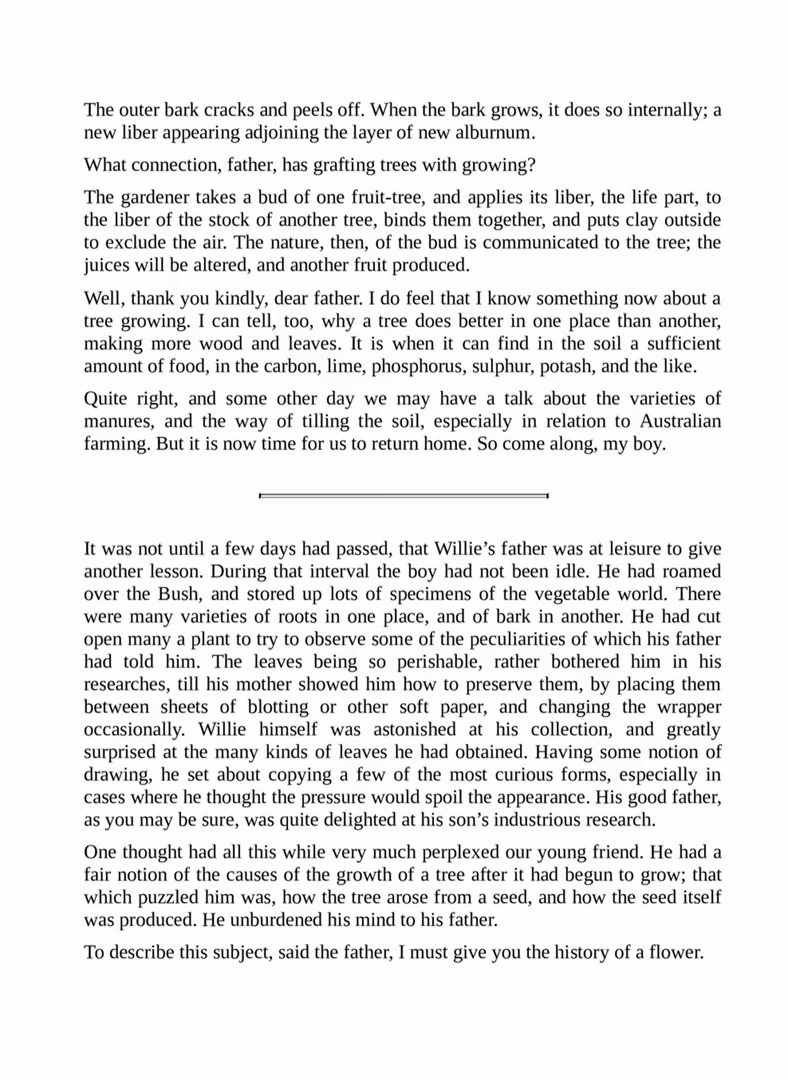 The outer bark cracks and peels off. When the bark grows, it does so internally; a
new liber appearing adjoining the layer of new alburnum.
What connection, father, has grafting trees with growing?
The gardener takes a bud of one fruit-tree, and applies its liber, the life part, to
the liber of the stock of another tree, binds them together, and puts clay outside
to exclude the air. The nature, then, of the bud is communicated to the tree; the
juices will be altered, and another fruit produced.
Well, thank you kindly, dear father. I do feel that I know something now about a
tree growing. I can tell, too, why a tree does better in one place than another,
making more wood and leaves. It is when it can find in the soil a sufficient
amount of food, in the carbon, lime, phosphorus, sulphur, potash, and the like.
Quite right, and some other day we may have a talk about the varieties of
manures, and the way of tilling the soil, especially in relation to Australian
farming. But it is now time for us to return home. So come along, my boy.
It was not until a few days had passed, that Willie’s father was at leisure to give
another lesson. During that interval the boy had not been idle. He had roamed
over the Bush, and stored up lots of specimens of the vegetable world. There
were many varieties of roots in one place, and of bark in another. He had cut
open many a plant to try to observe some of the peculiarities of which his father
had told him. The leaves being so perishable, rather bothered him in his
researches, till his mother showed him how to preserve them, by placing them
between sheets of blotting or other soft paper, and changing the wrapper
occasionally. Willie himself was astonished at his collection, and greatly
surprised at the many kinds of leaves he had obtained. Having some notion of
drawing, he set about copying a few of the most curious forms, especially in
cases where he thought the pressure would spoil the appearance. His good father,
as you may be sure, was quite delighted at his son’s industrious research.
One thought had all this while very much perplexed our young friend. He had a
fair notion of the causes of the growth of a tree after it had begun to grow; that
which puzzled him was, how the tree arose from a seed, and how the seed itself
was produced. He unburdened his mind to his father.
To describe this subject, said the father, I must give you the history of a flower.